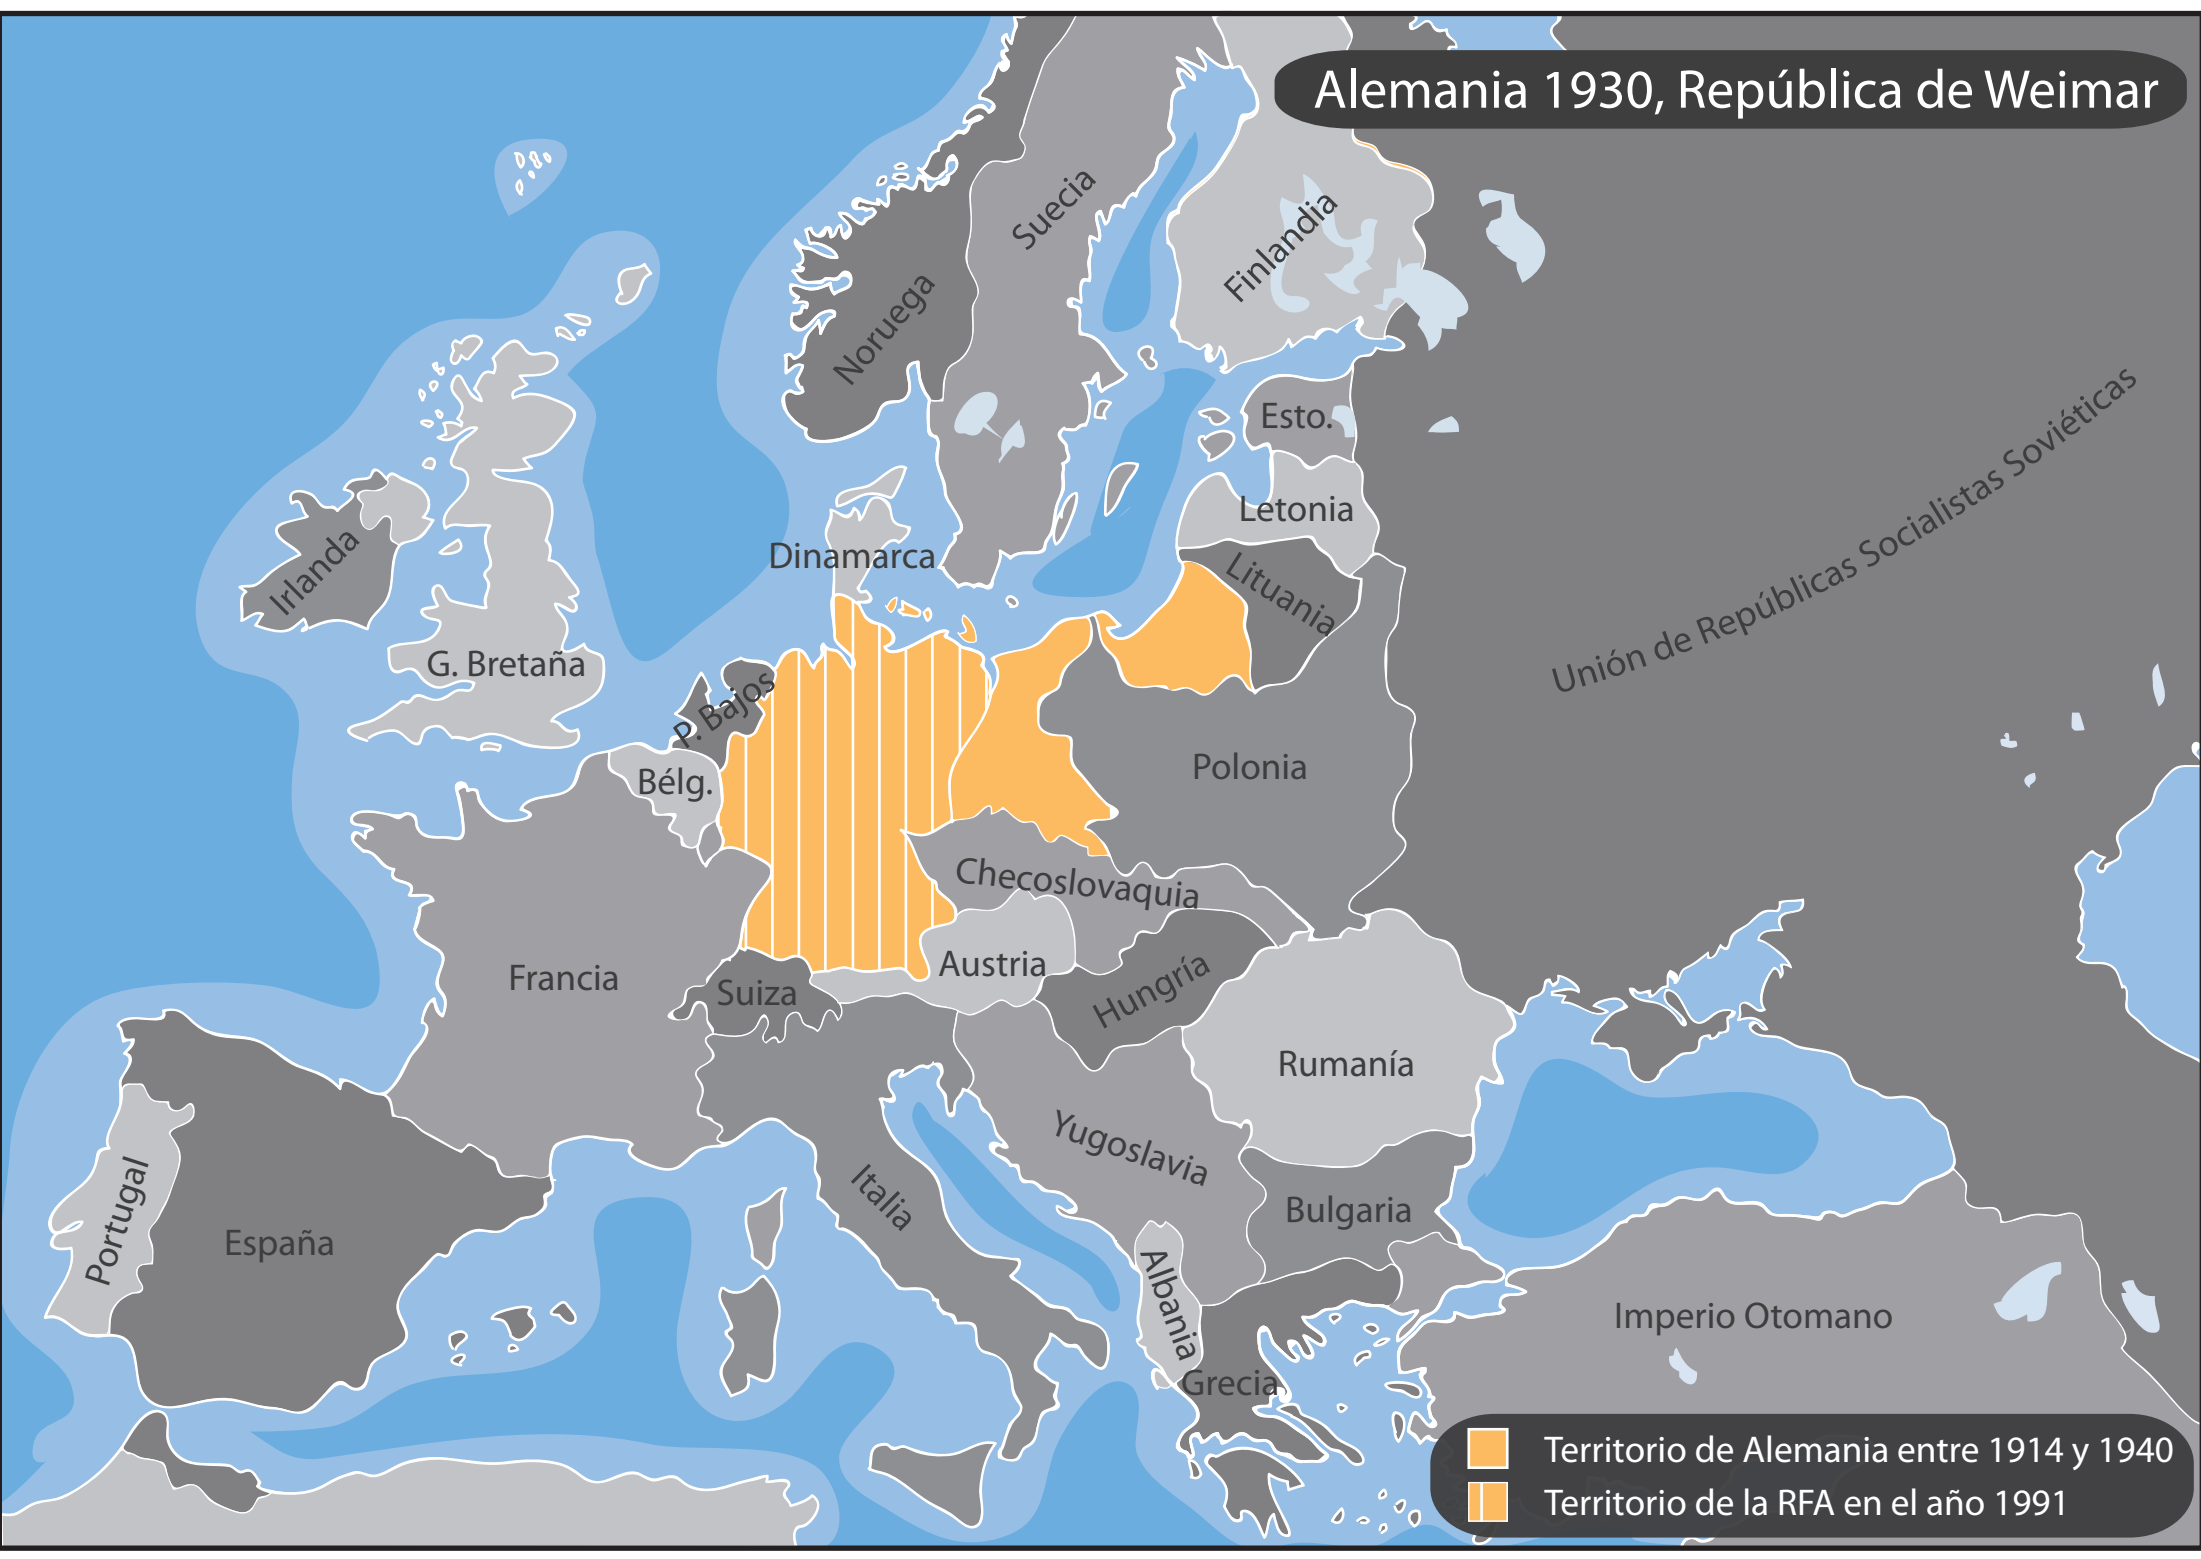 Alemania 1930, República de Weimar
Suecia
Finlandia
Noruega
Esto.
Letonia
Unión de Repúblicas Socialistas Soviéticas
Dinamarca
Irlanda
Lituania
G. Bretaña
P. Bajos
Polonia
Bélg.
Checoslovaquia
Francia
Austria
Suiza
Hungría
Rumanía
Yugoslavia
Italia
Portugal
España
Bulgaria
Albania
Imperio Otomano
Grecia
Territorio de Alemania entre 1914 y 1940
Territorio de la RFA en el año 1991